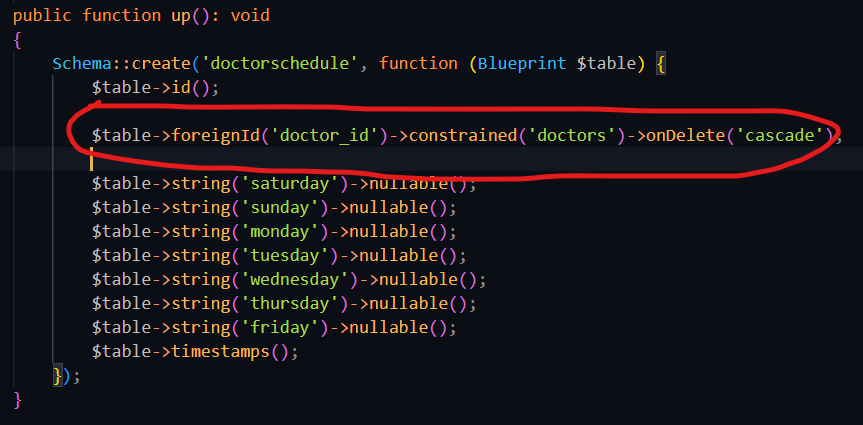 public function up(): void
{
Schema::create('doctorschedule', function (Blueprint $table) {
$table->id();
$table->foreignId('doctor_id')->constrained('doctors')->onDelete('cascade');
$table->string('saturday')->nullable();
$table->string('sunday')->nullable();
$table->string('monday')->nullable();
$table->string('tuesday')->nullable();
$table->string('wednesday')->nullable();
$table->string('thursday')->nullable();
$table->string('friday')->nullable();
$table->timestamps();
});
}